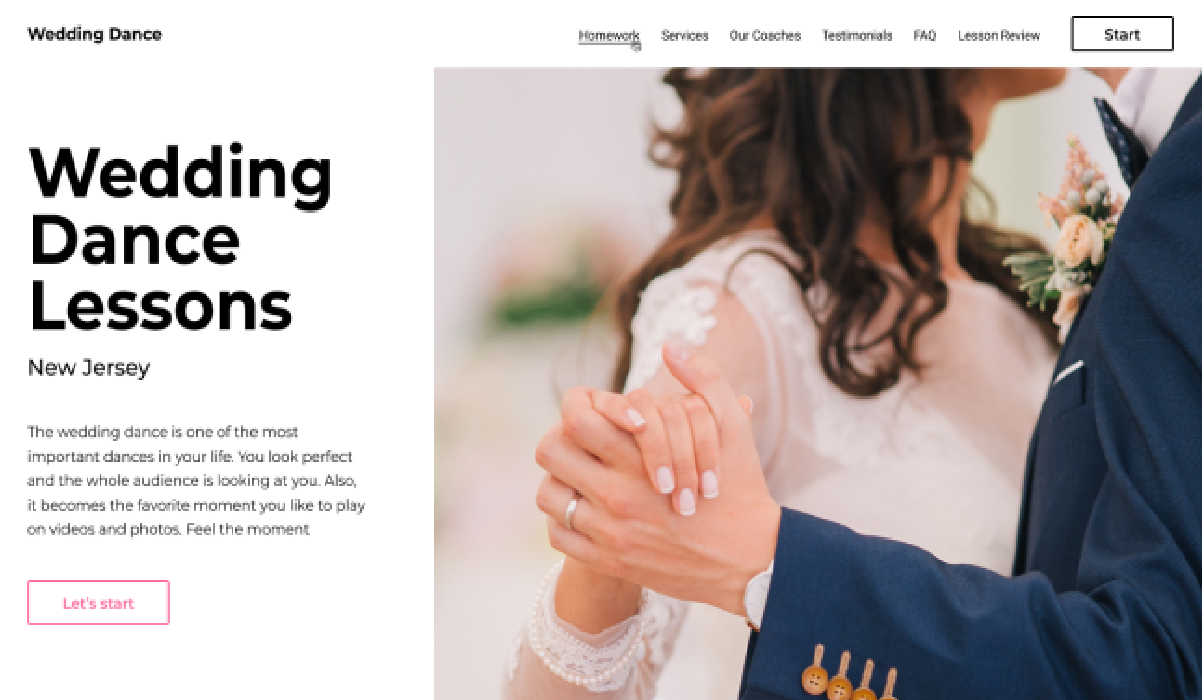 Wedding Dance
Homework Services Our Coaches Testimonials FAQ Lesson Review Start
Wedding
Dance
Lessons
New Jersey
The wedding dance is one of the most
important dances in your life. You look perfect
and the whole audience is looking at you. Also,
it becomes the favorite moment you like to play
on videos and photos. Feel the moment
Let's start